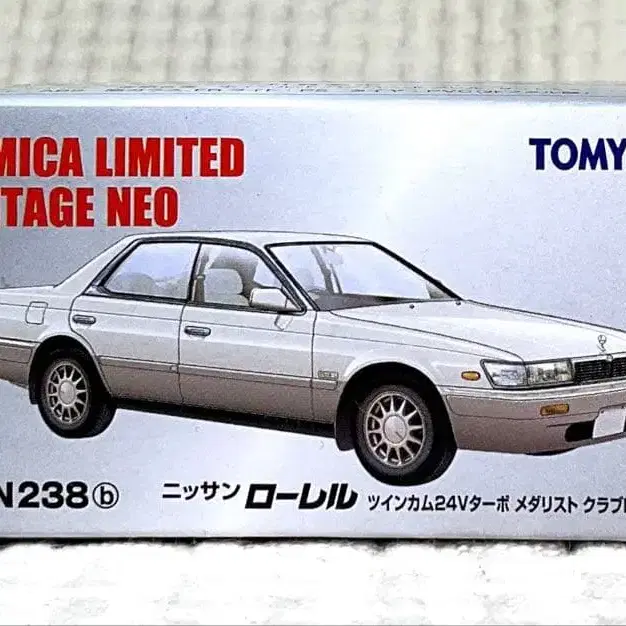 MICA LIMITED
TOMY
TAGE NEO
N238b
ニッサン ローレル ツインカム24Vターボ メダリスト クラブ